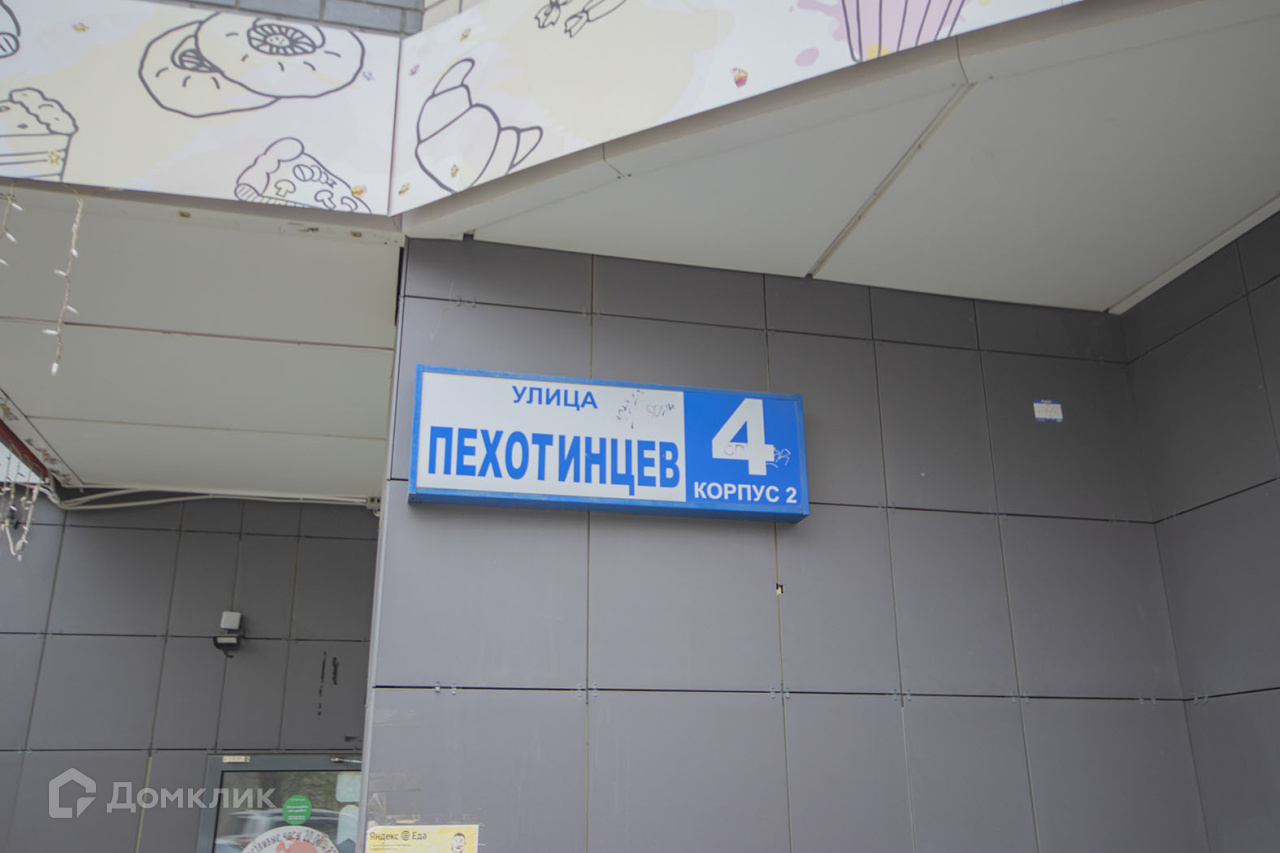 УЛИЦА
ПЕХОТИНЦЕВ
4
КОРПУС 2
Домклик
Яндекс Еда